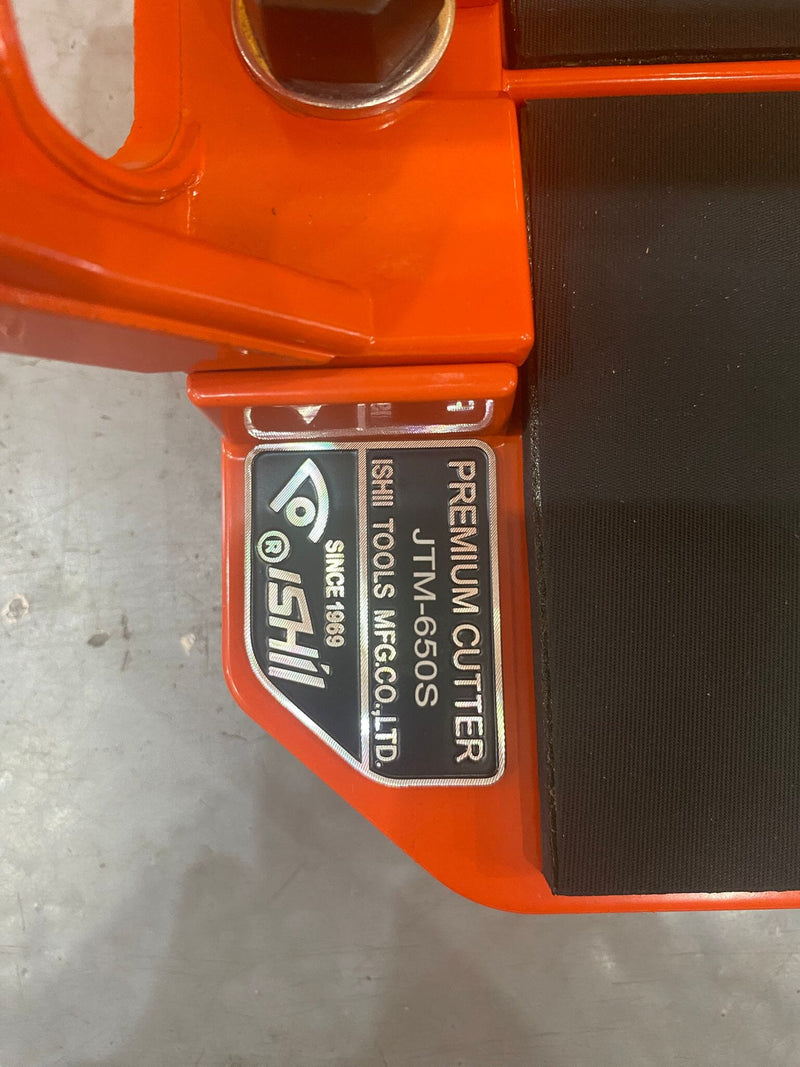 PREMIUM CUTTER
JTM-650S
ISHII TOOLS MFG.CO.,LTD.
SINCE 1969
®ISHII